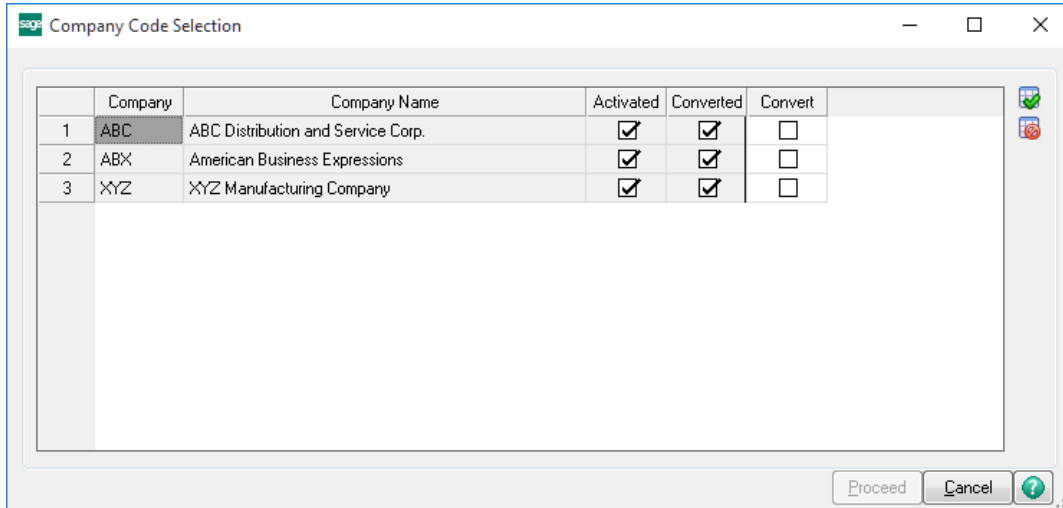 sage Company Code Selection
Company Company Name Activated Converted Convert
1 ABC ABC Distribution and Service Corp.
2 ABX American Business Expressions
3 XYZ XYZ Manufacturing Company
Proceed Cancel ?